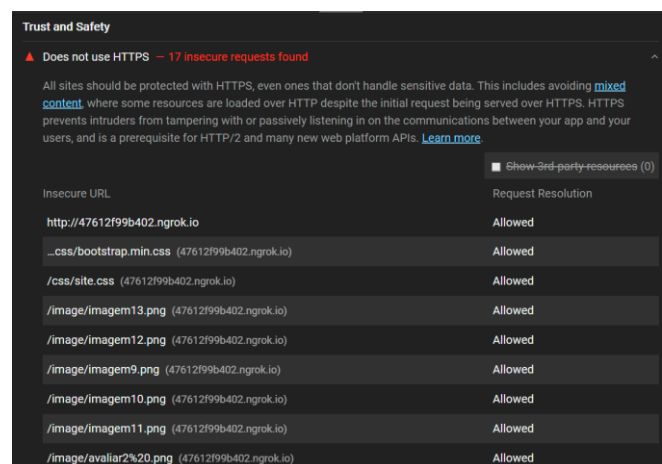 Trust and Safety
Does not use HTTPS — 17 insecure requests found
All sites should be protected with HTTPS, even ones that don't handle sensitive data. This includes avoiding mixed
content, where some resources are loaded over HTTP despite the initial request being served over HTTPS. HTTPS
prevents intruders from tampering with or passively listening in on the communications between your app and your
users, and is a prerequisite for HTTP/2 and many new web platform APIs. Learn more.
Show 3rd-party resources (0)
Insecure URL Request Resolution
http://47612f99b402.ngrok.io Allowed
…css/bootstrap.min.css (47612f99b402.ngrok.io) Allowed
/css/site.css (47612f99b402.ngrok.io) Allowed
/image/imagem13.png (47612f99b402.ngrok.io) Allowed
/image/imagem12.png (47612f99b402.ngrok.io) Allowed
/image/imagem9.png (47612f99b402.ngrok.io) Allowed
/image/imagem10.png (47612f99b402.ngrok.io) Allowed
/image/imagem11.png (47612f99b402.ngrok.io) Allowed
/image/avaliar2%20.png (47612f99b402.ngrok.io) Allowed